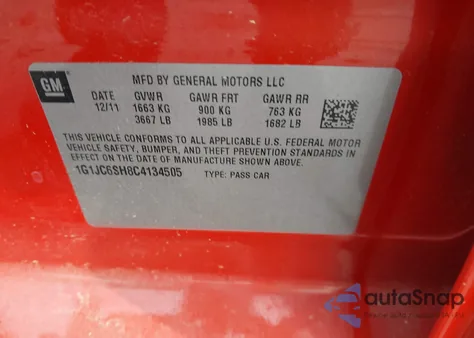 GM
MFD BY GENERAL MOTORS LLC
DATE GVWR GAWR FRT GAWR RR
12/11 1663 KG 900 KG 763 KG
3667 LB 1985 LB 1682 LB
THIS VEHICLE CONFORMS TO ALL APPLICABLE U.S. FEDERAL MOTOR
VEHICLE SAFETY, BUMPER, AND THEFT PREVENTION STANDARDS IN
EFFECT ON THE DATE OF MANUFACTURE SHOWN ABOVE.
1G1JC6SH8C4134505 TYPE: PASS CAR
autoSnap